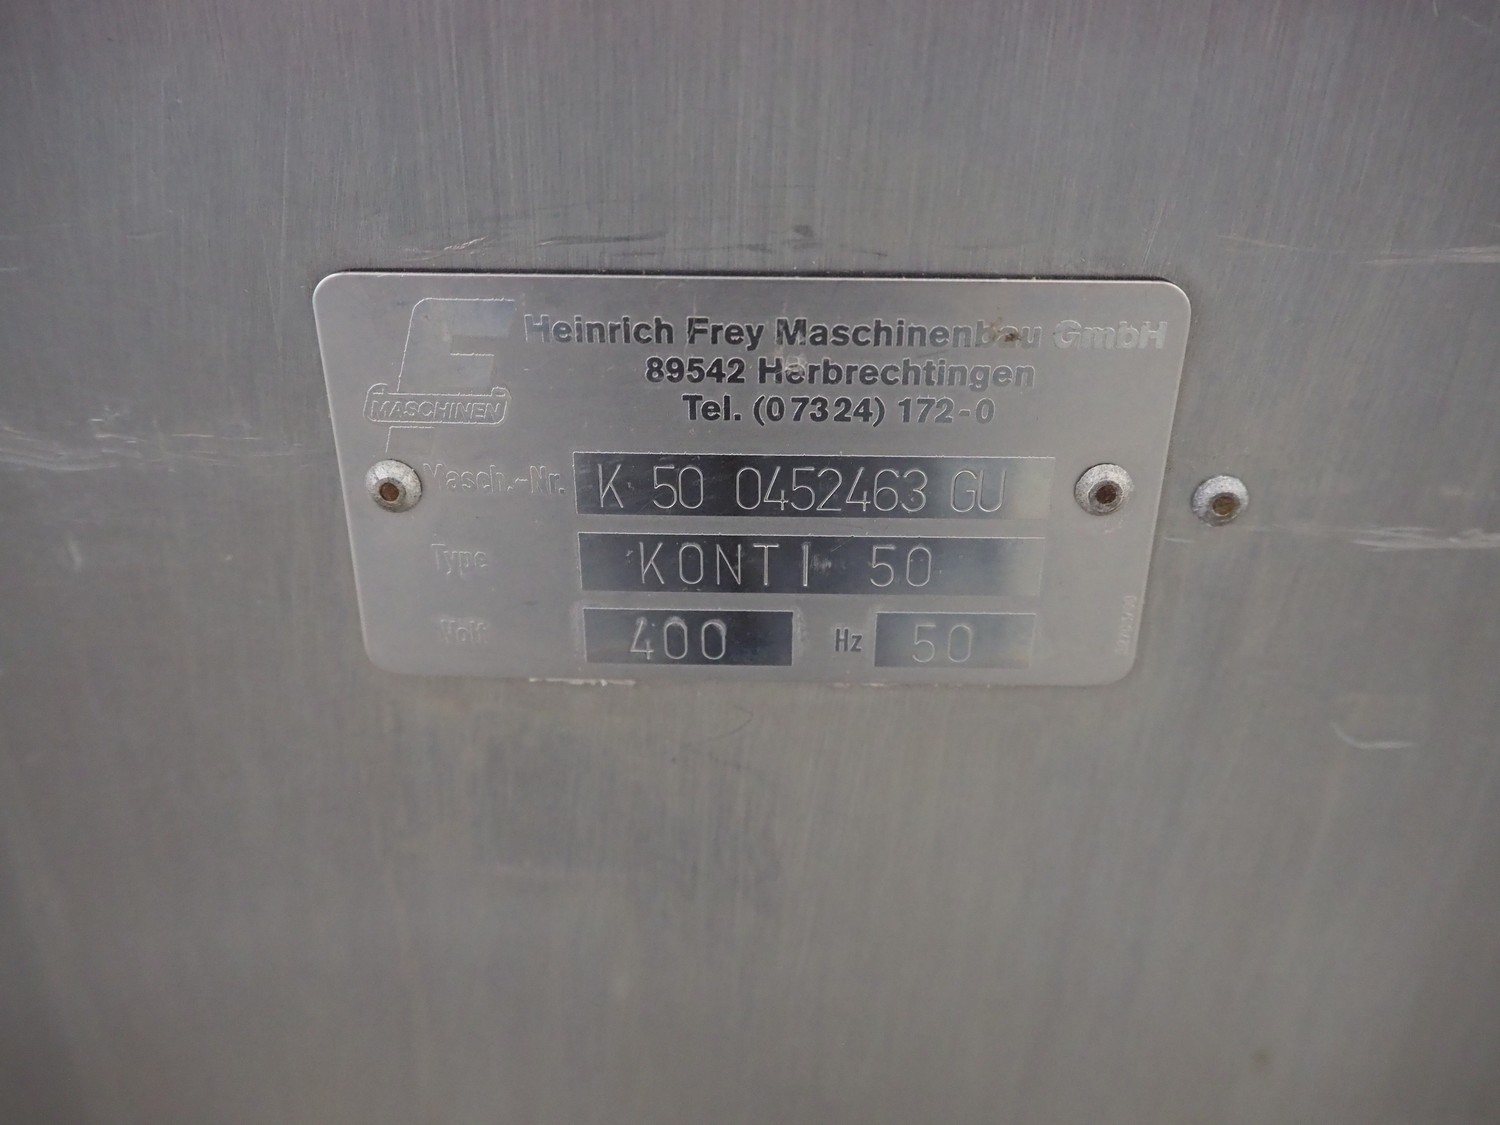 Heinrich Frey Maschinenbau GmbH
89542 Herbrechtingen
Tel. (07324) 172-0
MASCHINEN
Masch.-Nr. K 50 0452463 GU
Type KONTI 50
Volt 400 Hz 50